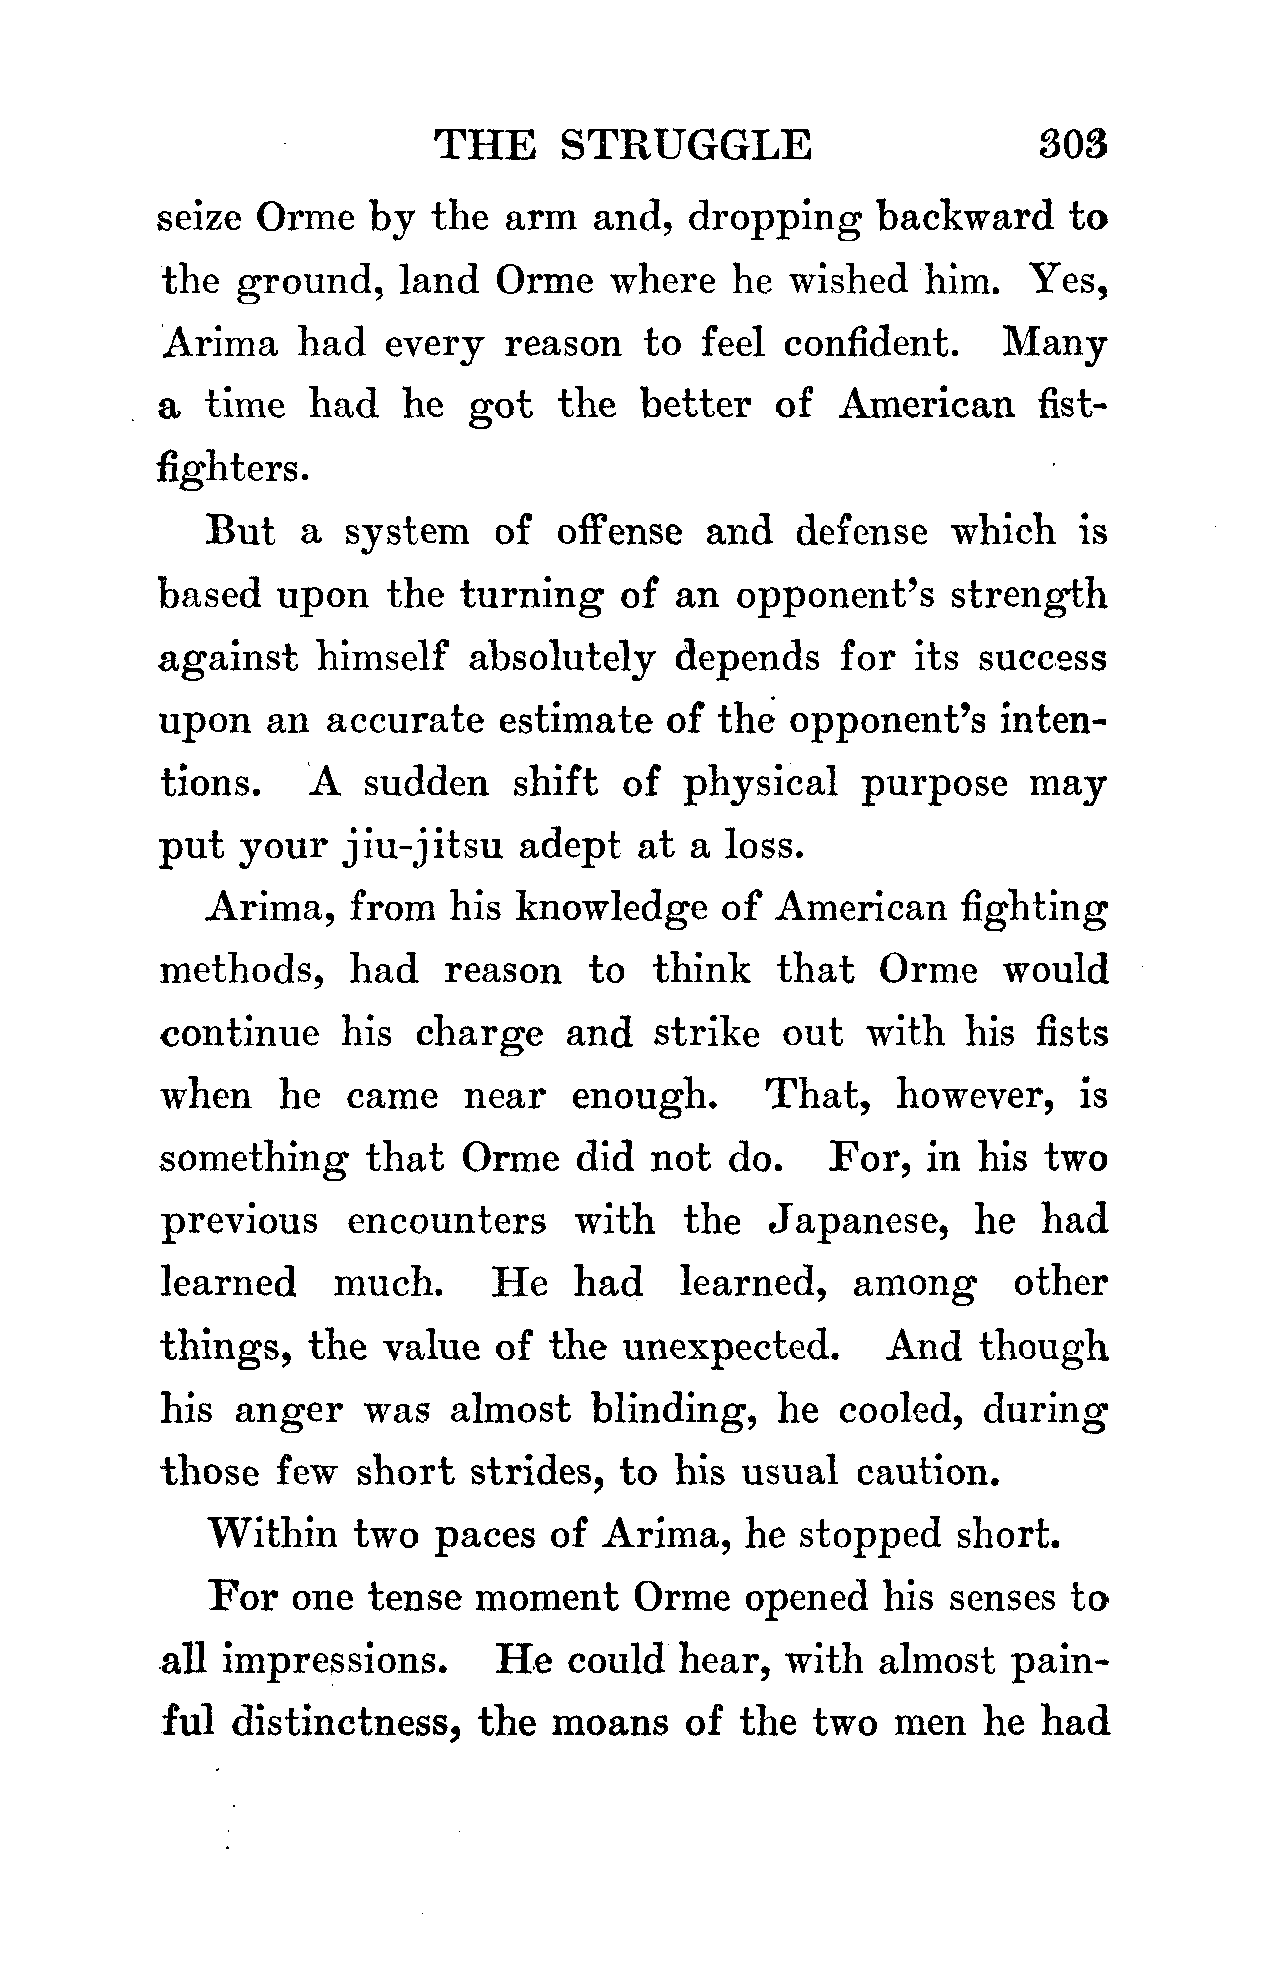 THE STRUGGLE 303
seize Orme by the arm and, dropping backward to
the ground, land Orme where he wished him. Yes,
Arima had every reason to feel confident. Many
a time had he got the better of American fist-
fighters.
But a system of offense and defense which is
based upon the turning of an opponent's strength
against himself absolutely depends for its success
upon an accurate estimate of the opponent's inten-
tions. A sudden shift of physical purpose may
put your jiu-jitsu adept at a loss.
Arima, from his knowledge of American fighting
methods, had reason to think that Orme would
continue his charge and strike out with his fists
when he came near enough. That, however, is
something that Orme did not do. For, in his two
previous encounters with the Japanese, he had
learned much. He had learned, among other
things, the value of the unexpected. And though
his anger was almost blinding, he cooled, during
those few short strides, to his usual caution.
Within two paces of Arima, he stopped short.
For one tense moment Orme opened his senses to
all impressions. He could hear, with almost pain-
ful distinctness, the moans of the two men he had